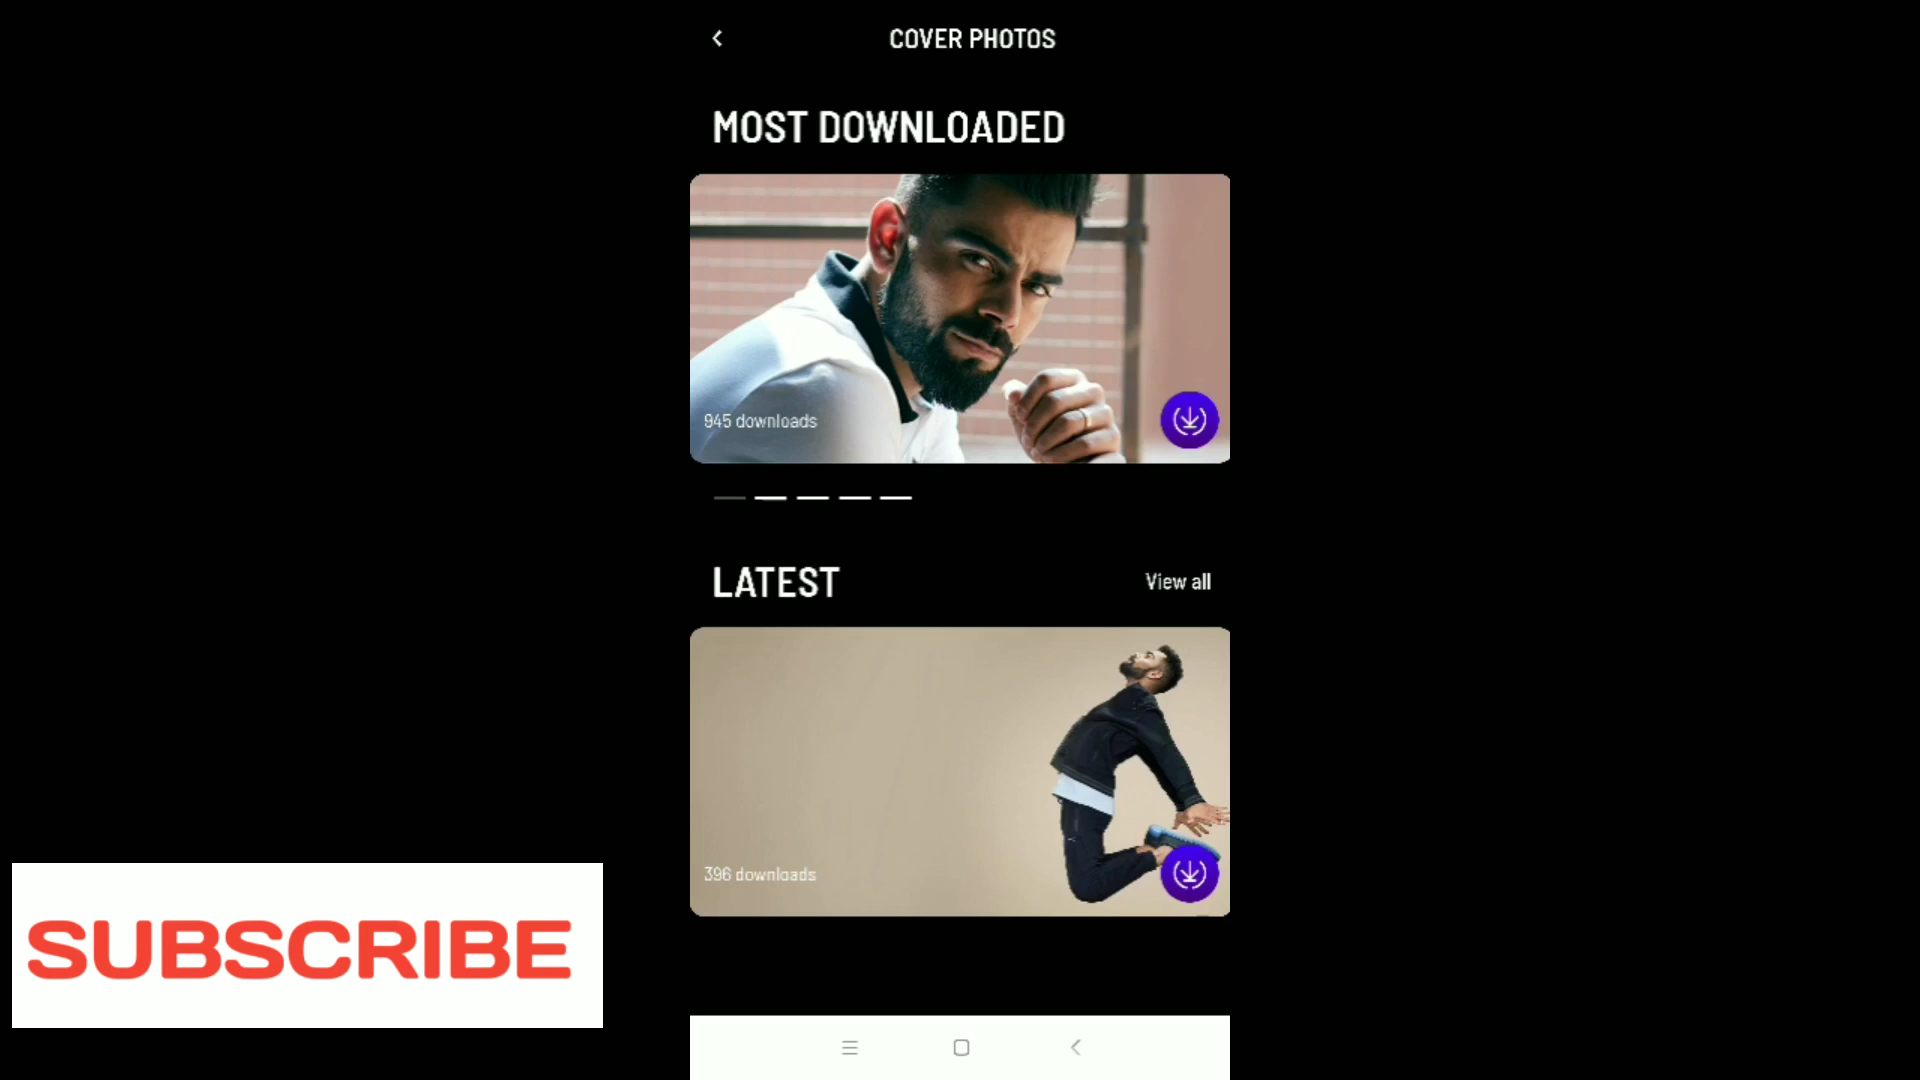 COVER PHOTOS
MOST DOWNLOADED
945 downloads
LATEST
View all
396 downloads
SUBSCRIBE